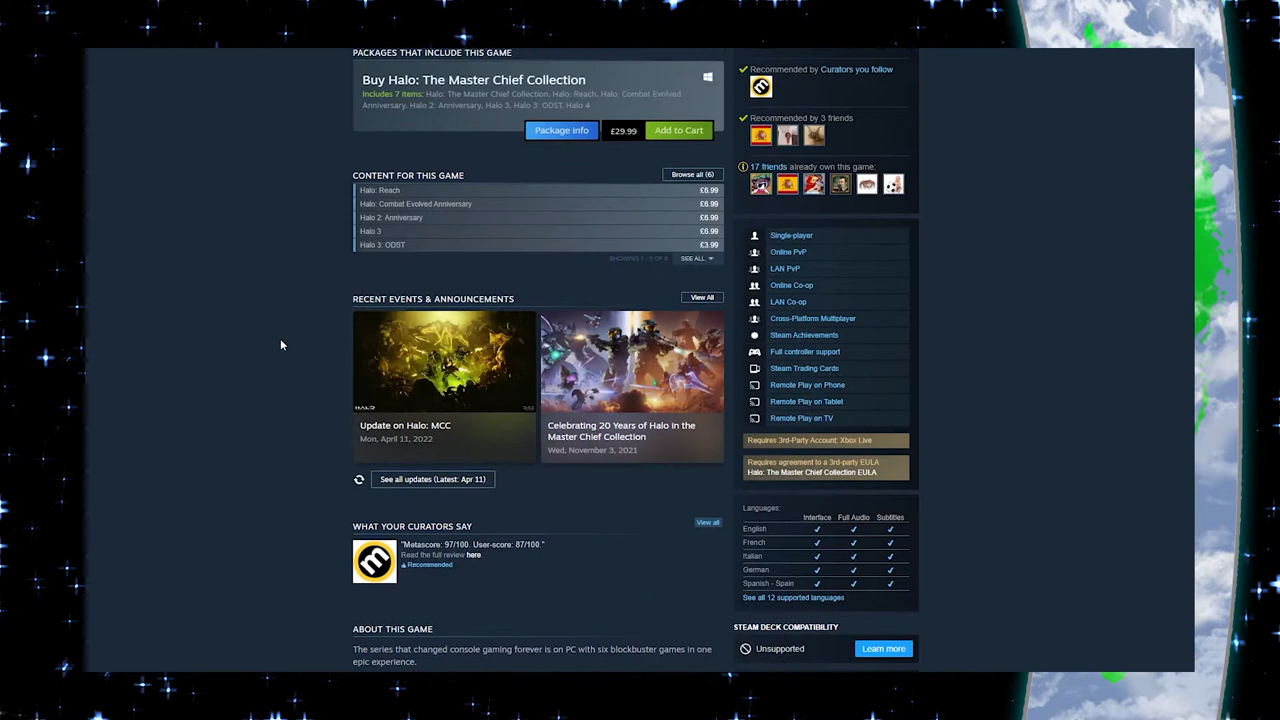 PACKAGES THAT INCLUDE THIS GAME
Buy Halo: The Master Chief Collection
Includes 7 items: Halo: The Master Chief Collection, Halo: Reach, Halo: Combat Evolved
Anniversary, Halo 2: Anniversary, Halo 3, Halo 3: ODST, Halo 4
Package info
£29.99
Add to Cart
CONTENT FOR THIS GAME
Browse all (6)
Halo: Reach £6.99
Halo: Combat Evolved Anniversary £6.99
Halo 2: Anniversary £6.99
Halo 3 £6.99
Halo 3: ODST £3.99
SHOWING 1 - 5 OF 6
SEE ALL
RECENT EVENTS & ANNOUNCEMENTS
View All
HALO
Update on Halo: MCC
Mon, April 11, 2022
Celebrating 20 Years of Halo in the
Master Chief Collection
Wed, November 3, 2021
See all updates (Latest: Apr 11)
WHAT YOUR CURATORS SAY
View all
"Metascore: 97/100, User-score: 87/100."
Read the full review here.
Recommended
ABOUT THIS GAME
The series that changed console gaming forever is on PC with six blockbuster games in one
epic experience.
Recommended by Curators you follow
Recommended by 3 friends
17 friends already own this game:
Single-player
Online PvP
LAN PvP
Online Co-op
LAN Co-op
Cross-Platform Multiplayer
Steam Achievements
Full controller support
Steam Trading Cards
Remote Play on Phone
Remote Play on Tablet
Remote Play on TV
Requires 3rd-Party Account: Xbox Live
Requires agreement to a 3rd-party EULA
Halo: The Master Chief Collection EULA
Languages:
Interface Full Audio Subtitles
English ✔ ✔ ✔
French ✔ ✔ ✔
Italian ✔ ✔ ✔
German ✔ ✔ ✔
Spanish - Spain ✔ ✔ ✔
See all 12 supported languages
STEAM DECK COMPATIBILITY
Unsupported
Learn more